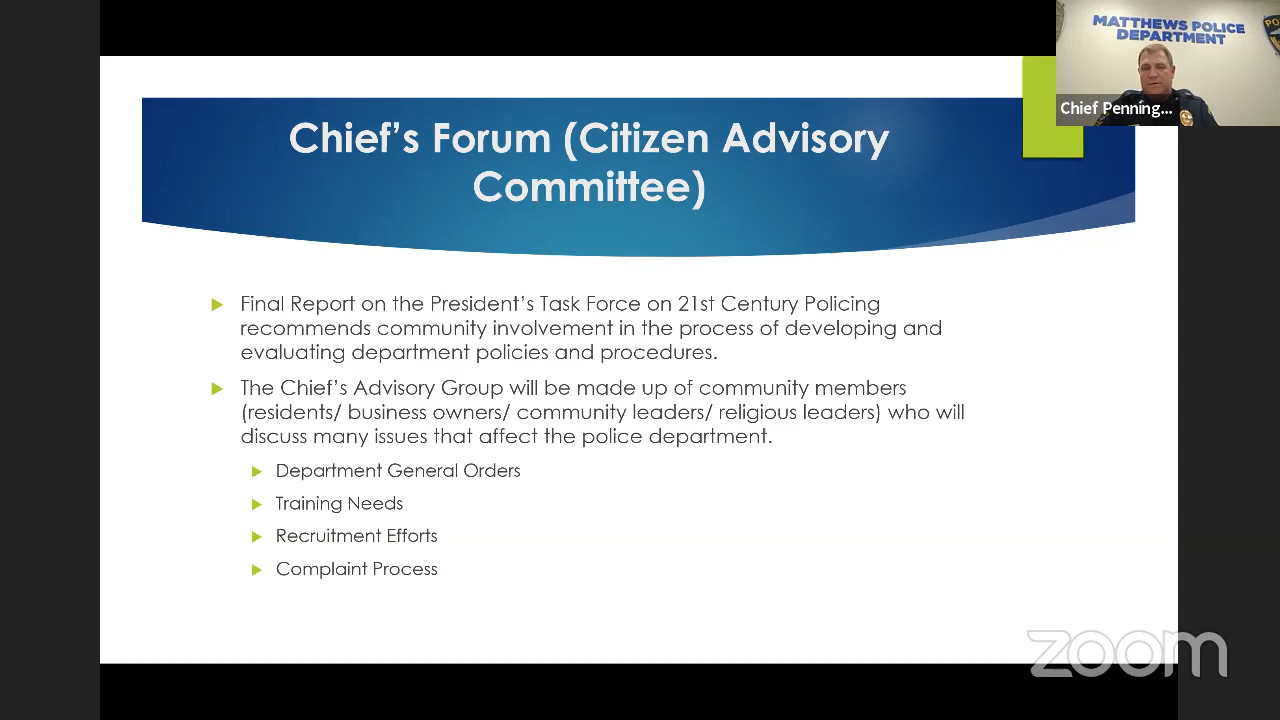 MATTHEWS POLICE
DEPARTMENT
Chief Penning...
Chief’s Forum (Citizen Advisory
Committee)
Final Report on the President’s Task Force on 21st Century Policing
recommends community involvement in the process of developing and
evaluating department policies and procedures.
The Chief’s Advisory Group will be made up of community members
(residents/ business owners/ community leaders/ religious leaders) who will
discuss many issues that affect the police department.
Department General Orders
Training Needs
Recruitment Efforts
Complaint Process
zoom